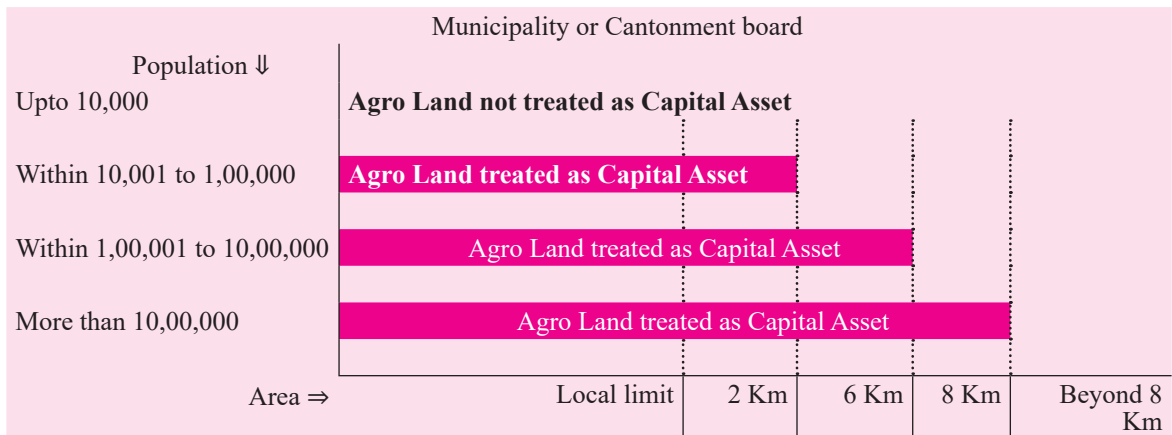 Municipality or Cantonment board
Population ⇓
Upto 10,000 Agro Land not treated as Capital Asset
Within 10,001 to 1,00,000 Agro Land treated as Capital Asset
Within 1,00,001 to 10,00,000 Agro Land treated as Capital Asset
More than 10,00,000 Agro Land treated as Capital Asset
Area ⇒ Local limit 2 Km 6 Km 8 Km Beyond 8
Km